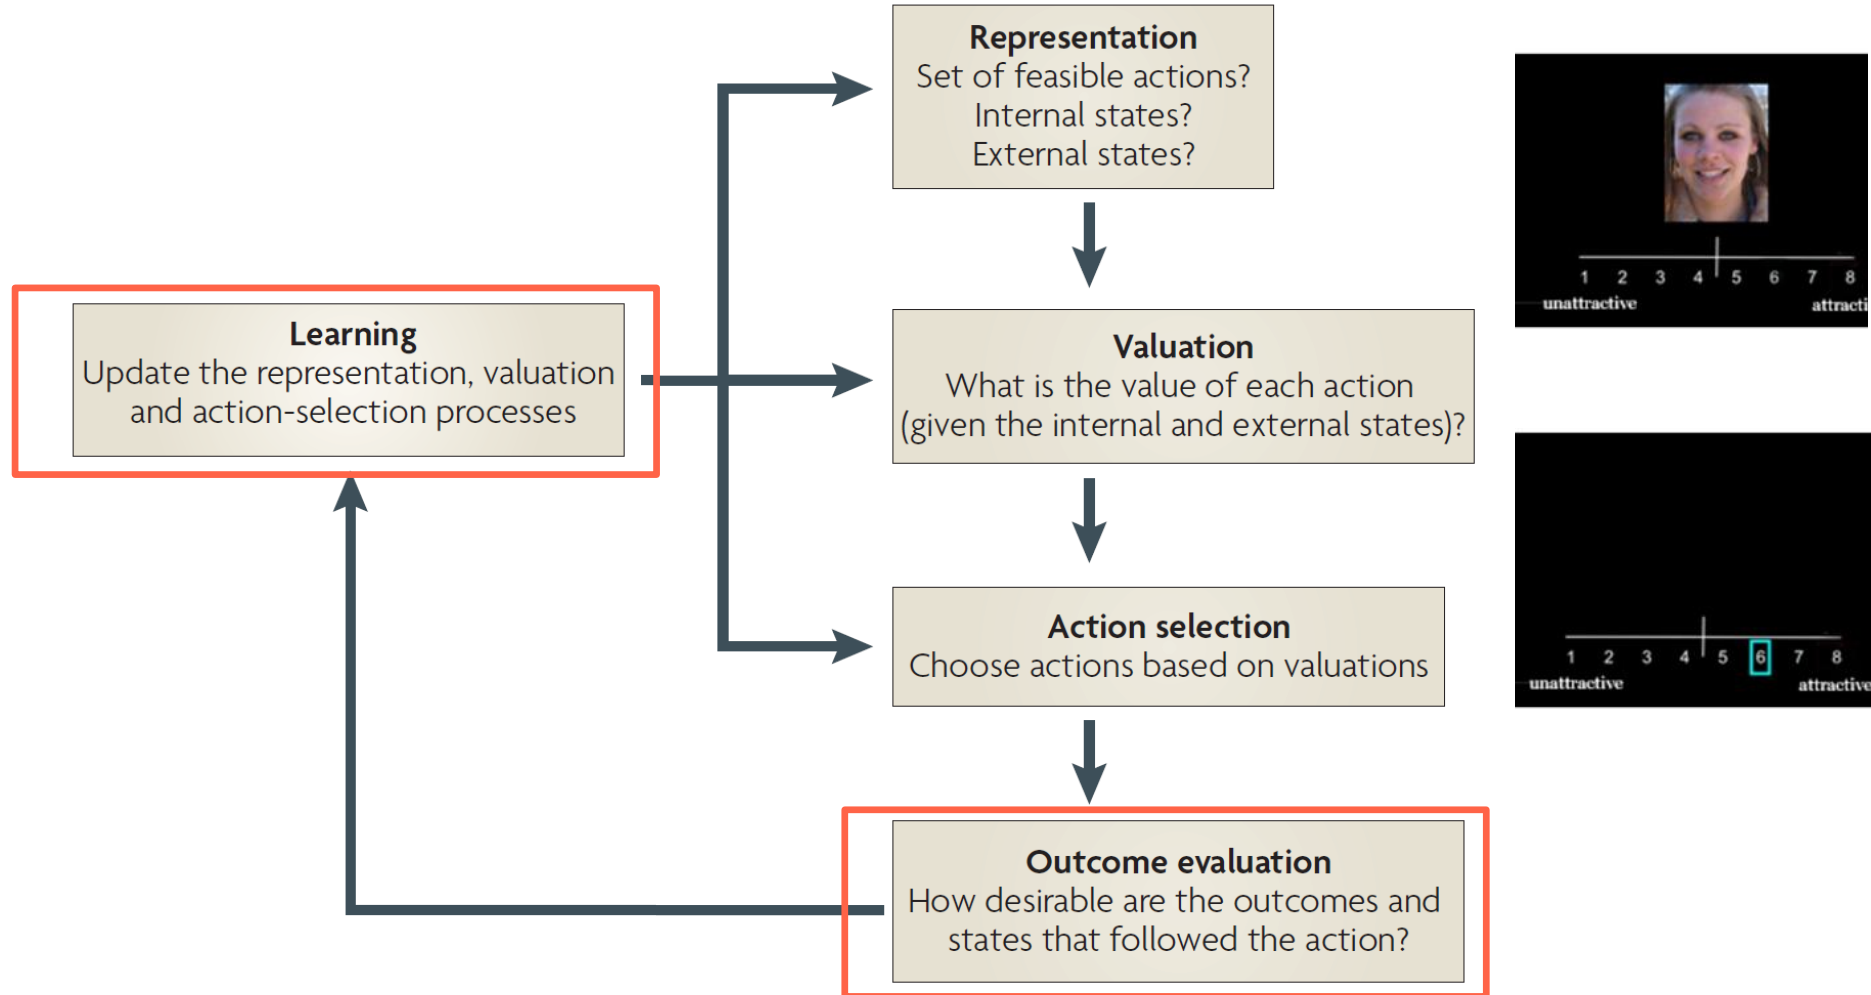 Representation
Set of feasible actions?
Internal states?
External states?
1 2 3 4 5 6 7 8
unattractive attracti
Learning
Update the representation, valuation
and action-selection processes
Valuation
What is the value of each action
(given the internal and external states)?
Action selection
Choose actions based on valuations
1 2 3 4 5 6 7 8
unattractive attractive
Outcome evaluation
How desirable are the outcomes and
states that followed the action?